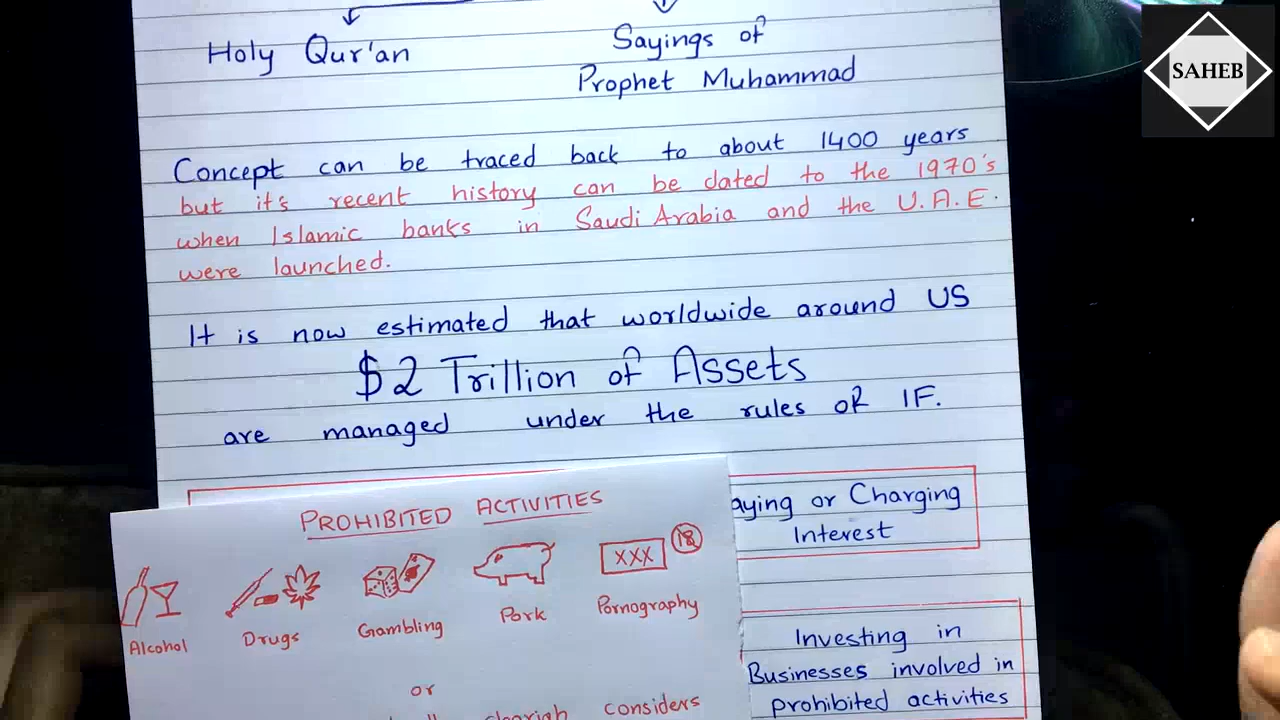 Holy Qur'an
Sayings of
Prophet Muhammad
SAHEB
Concept can be traced back to about 1400 years
but it's recent history can be dated to the 1970's
when Islamic banks in Saudi Arabia and the U.A.E.
were launched.
It is now estimated that worldwide around US
$2 Trillion of Assets
are managed under the rules of IF.
PROHIBITED ACTIVITIES
XXX
18
Alcohol
Drugs
Gambling
Pork
Pornography
or
shariah considers
aying or Charging
Interest
Investing in
Businesses involved in
prohibited activities